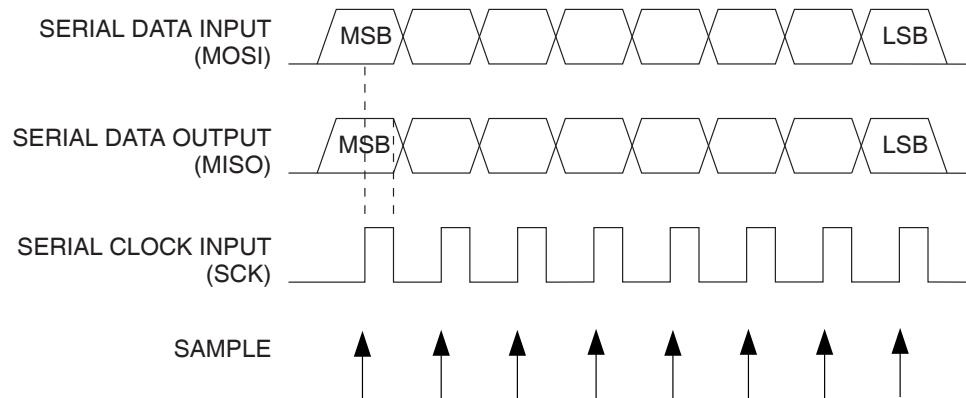 SERIAL DATA INPUT
(MOSI)
MSB
LSB
SERIAL DATA OUTPUT
(MISO)
MSB
LSB
SERIAL CLOCK INPUT
(SCK)
SAMPLE